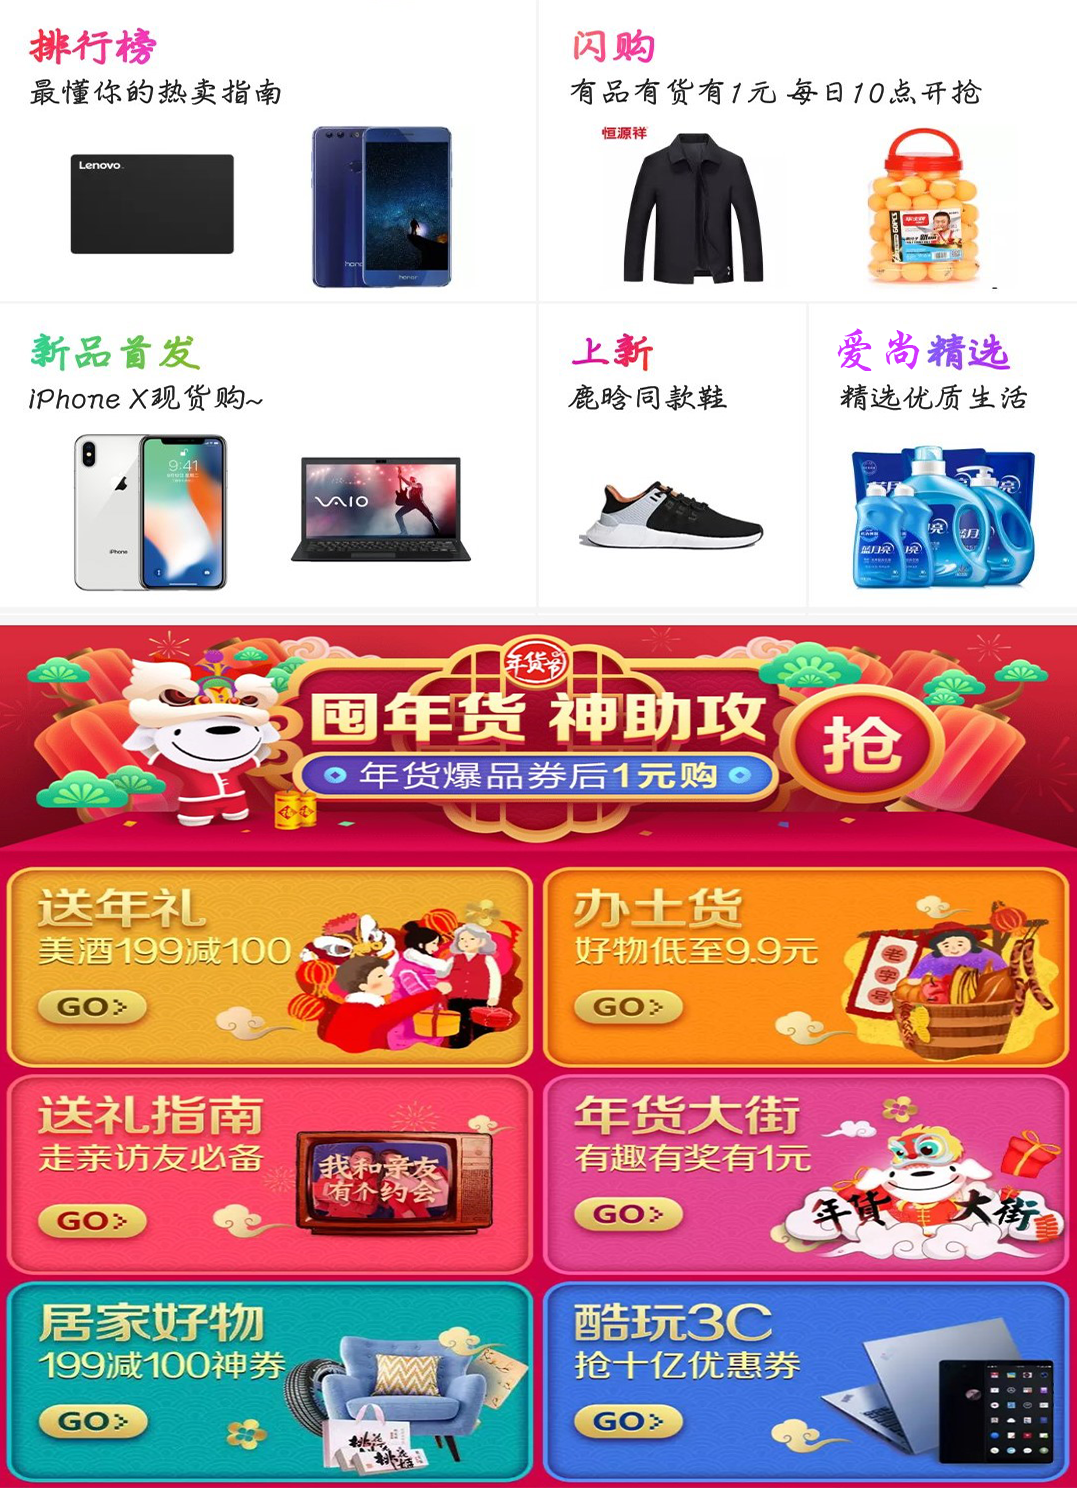 排行榜
最懂你的热卖指南
Lenovo
honor
闪购
有品有货有1元 每日10点开抢
恒源祥
新品首发
iPhone X现货购~
9:41
iPhone
VAIO
上新
鹿晗同款鞋
爱尚精选
精选优质生活
蓝月亮
年货节
囤年货 神助攻
年货爆品券后1元购
抢
送年礼
美酒199减100
GO
办土货
好物低至9.9元
GO
老字号
送礼指南
走亲访友必备
GO
我和亲友
有个约会
年货大街
有趣有奖有1元
GO
年货大街
居家好物
199减100神券
GO
酷玩3C
抢十亿优惠券
GO